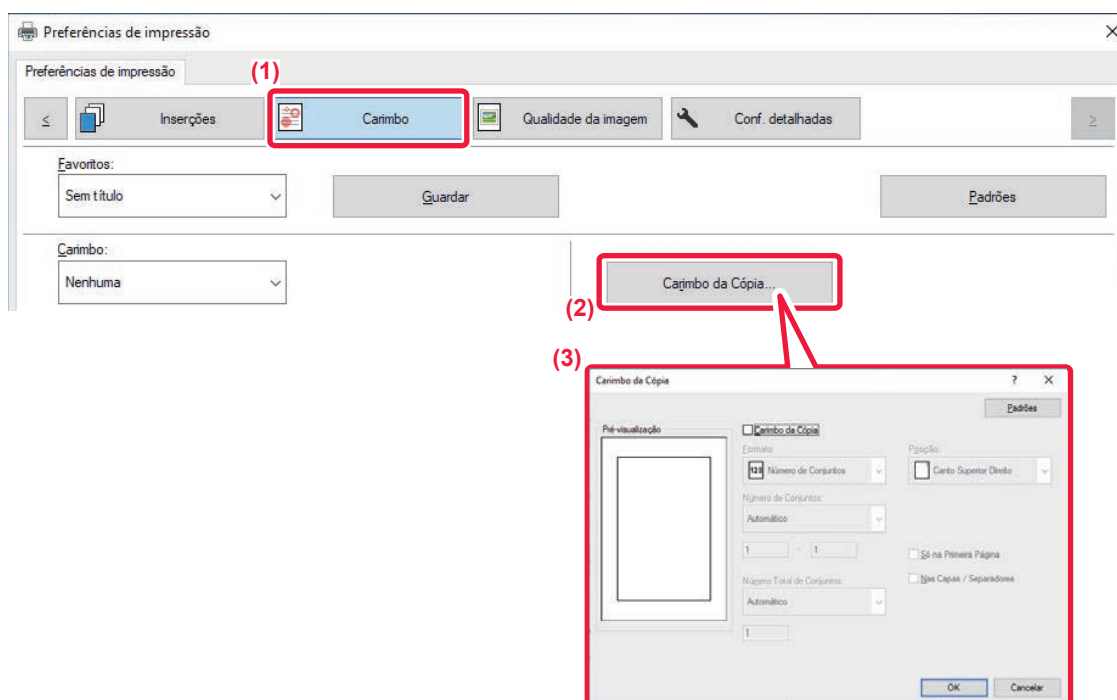 Preferências de impressão
Preferências de impressão
(1)
<
Inserções
Carimbo
Qualidade da imagem
Conf. detalhadas
>
Favoritos:
Sem título
Guardar
Padrões
Carimbo:
Nenhuma
Carimbo da Cópia...
(2)
(3)
Carimbo da Cópia
?
Padrões
Pré-visualização
Carimbo da Cópia
Formato:
Posição:
123 Número de Conjuntos
Canto Superior Direito
Número de Conjuntos:
Automático
1 - 1
Só na Primeira Página
Nas Capas / Separadores
Número Total de Conjuntos:
Automático
1
OK
Cancelar